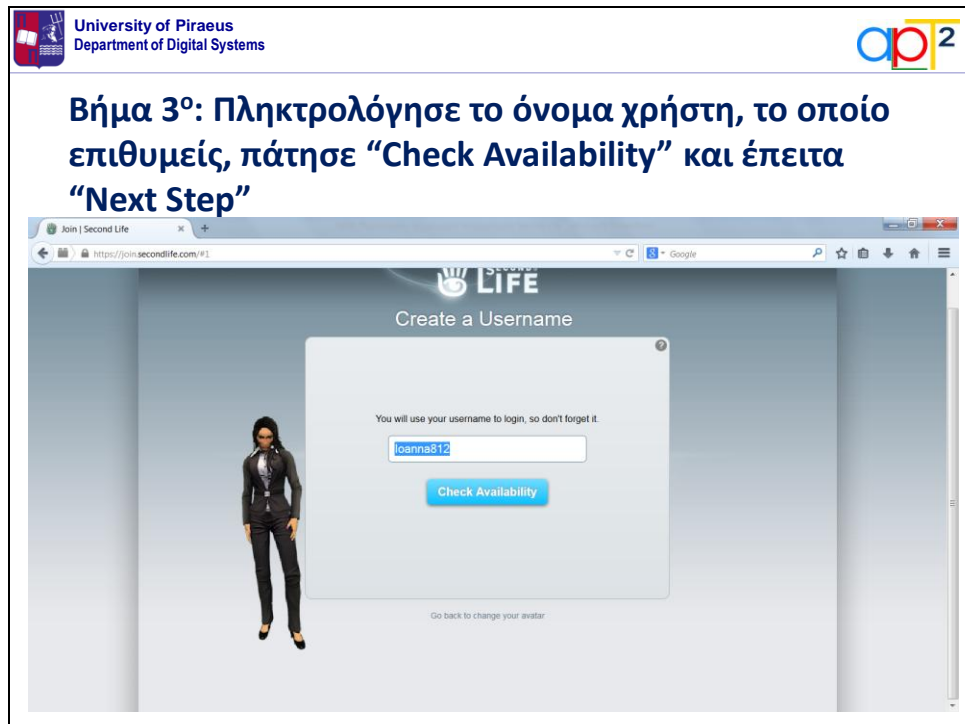 University of Piraeus
Department of Digital Systems
apT2
Βήμα 3ο: Πληκτρολόγησε το όνομα χρήστη, το οποίο
επιθυμείς, πάτησε “Check Availability” και έπειτα
“Next Step”
Join | Second Life
https://join.secondlife.com/#1
Google
SECOND
LIFE
Create a Username
You will use your username to login, so don't forget it.
Ioanna812
Check Availability
Go back to change your avatar